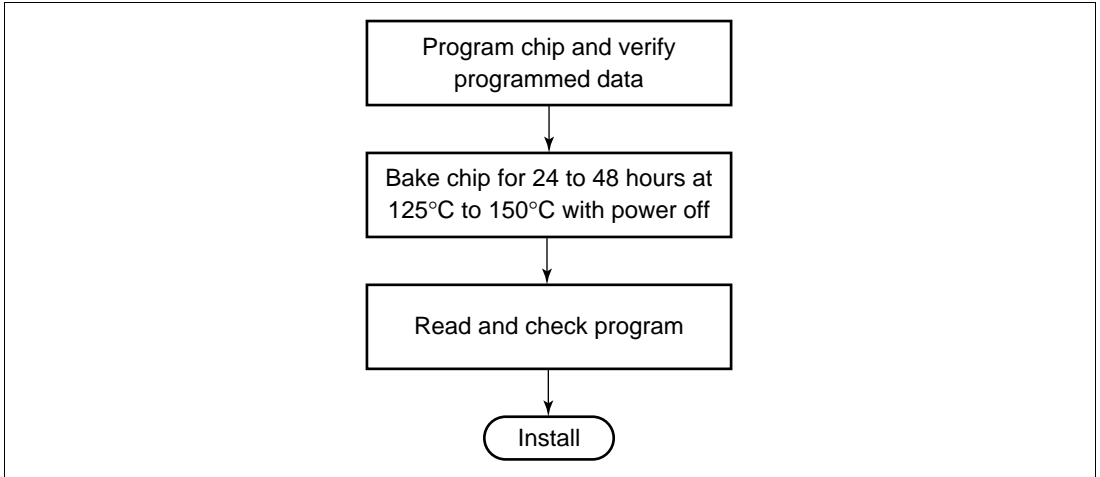 Program chip and verify
programmed data
Bake chip for 24 to 48 hours at
125°C to 150°C with power off
Read and check program
Install